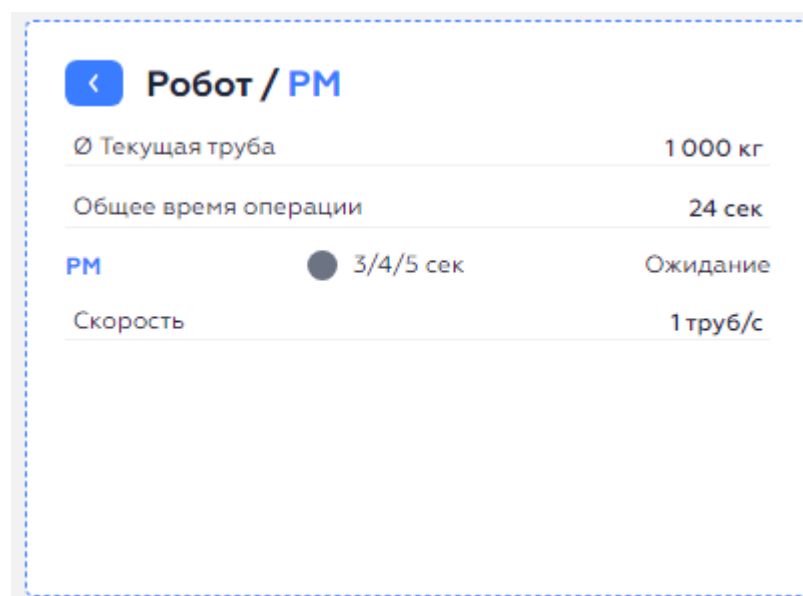 Робот / РМ
Ø Текущая труба 1 000 кг
Общее время операции 24 сек
РМ 3/4/5 сек Ожидание
Скорость 1 труб/с